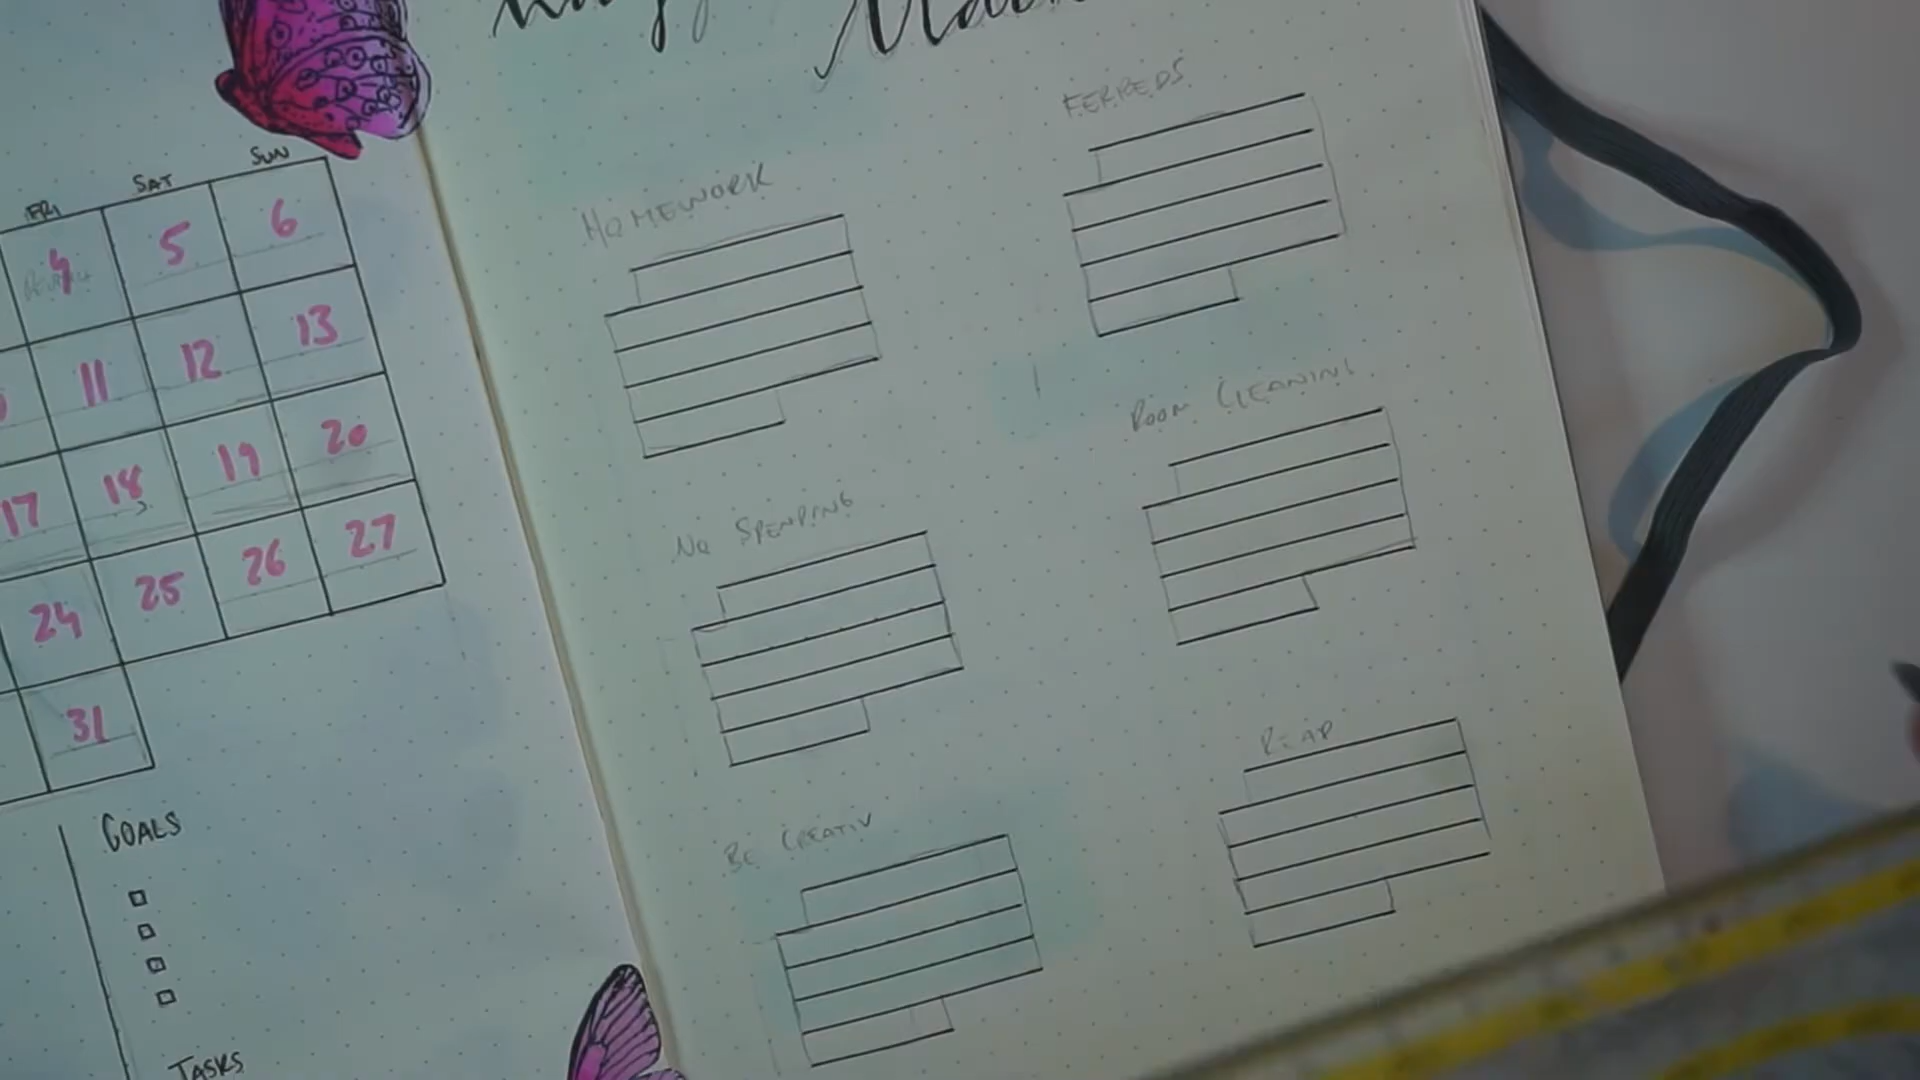 FRI SAT SUN
4 5 6
11 12 13
17 18 19 20
24 25 26 27
31
GOALS
TASKS
HOMEWORK
FERREDS
NO SPENDING
ROOM CLEANING
BE CREATIV
READ